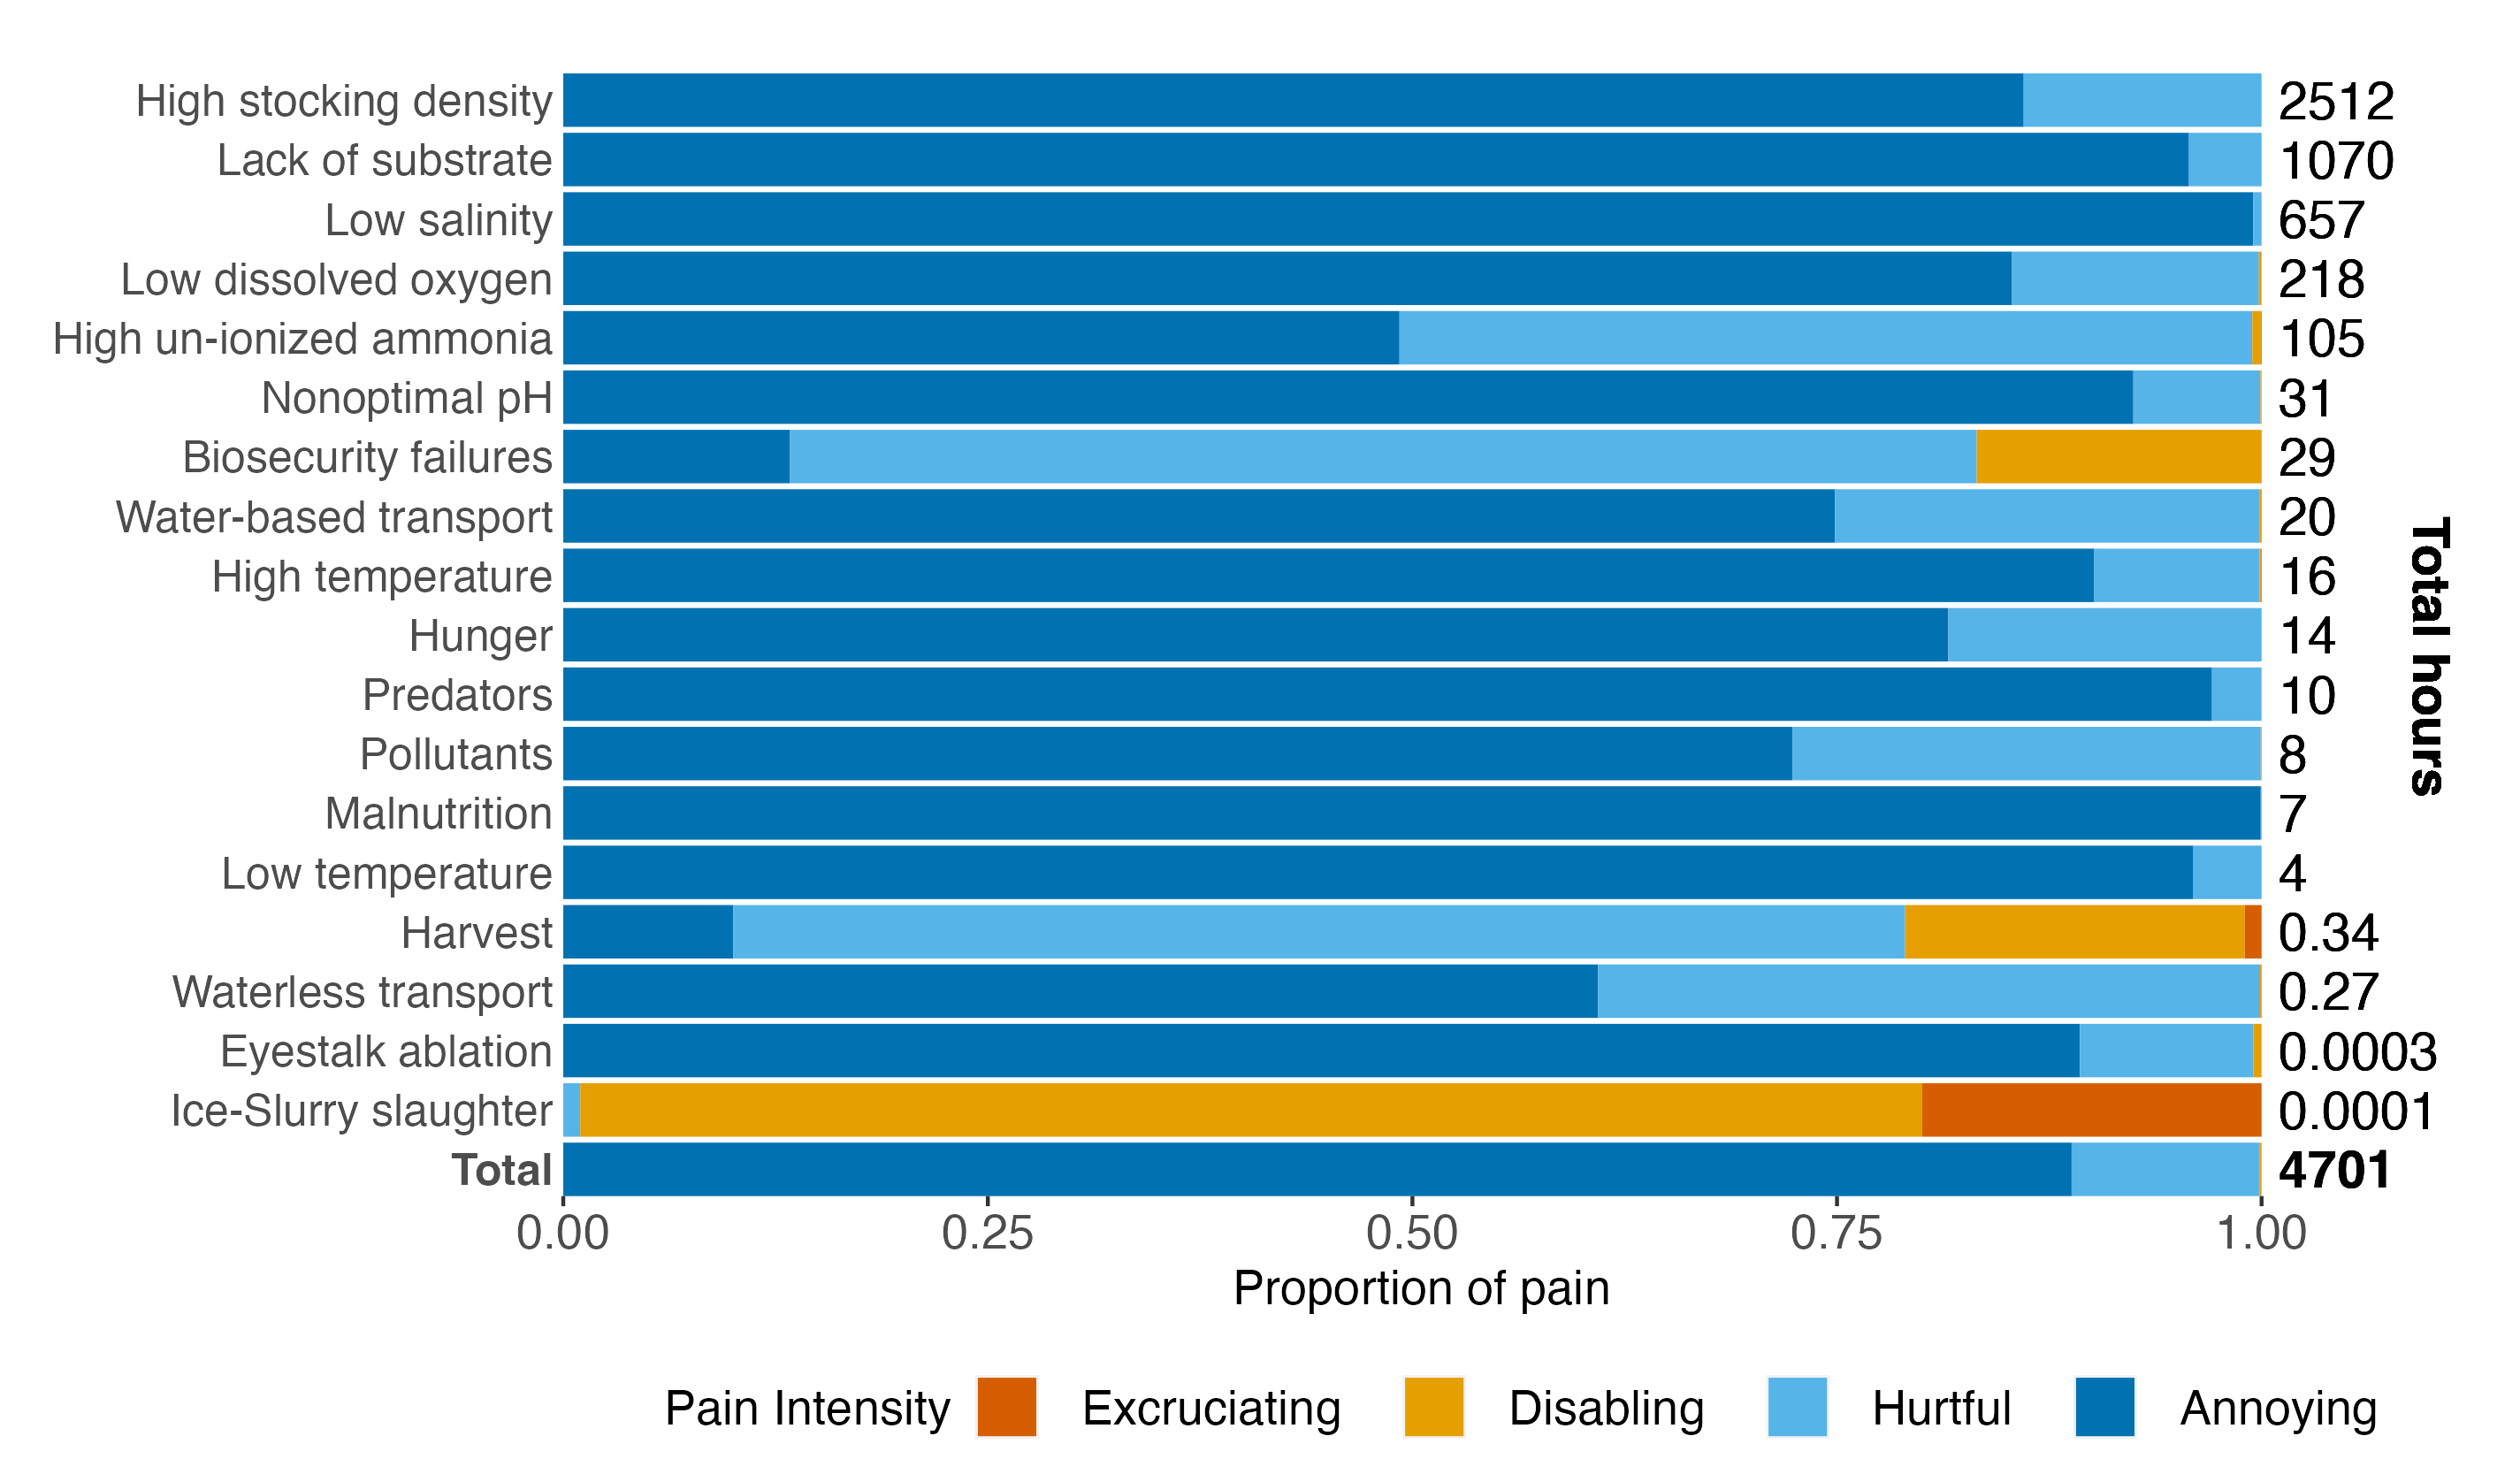 High stocking density 2512
Lack of substrate 1070
Low salinity 657
Low dissolved oxygen 218
High un-ionized ammonia 105
Nonoptimal pH 31
Biosecurity failures 29
Water-based transport 20
High temperature 16
Hunger 14
Predators 10
Pollutants 8
Malnutrition 7
Low temperature 4
Harvest 0.34
Waterless transport 0.27
Eyestalk ablation 0.0003
Ice-Slurry slaughter 0.0001
Total 4701
Total hours
0.00 0.25 0.50 0.75 1.00
Proportion of pain
Pain Intensity Excruciating Disabling Hurtful Annoying